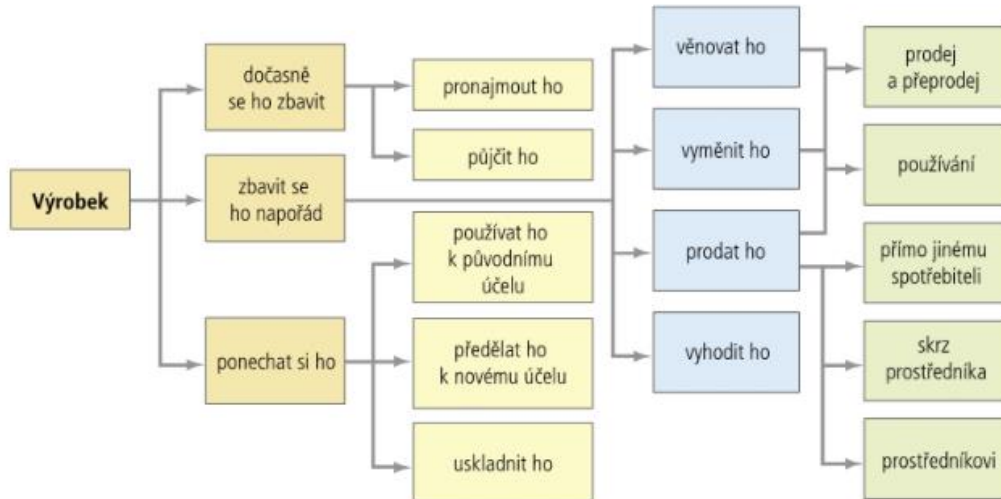 Výrobek
dočasně
se ho zbavit
zbavit se
ho napořád
ponechat si ho
pronajmout ho
půjčit ho
používat ho
k původnímu
účelu
předělat ho
k novému účelu
uskladnit ho
věnovat ho
vyměnit ho
prodat ho
vyhodit ho
prodej
a přeprodej
používání
přímo jinému
spotřebiteli
skrz
prostředníka
prostředníkovi